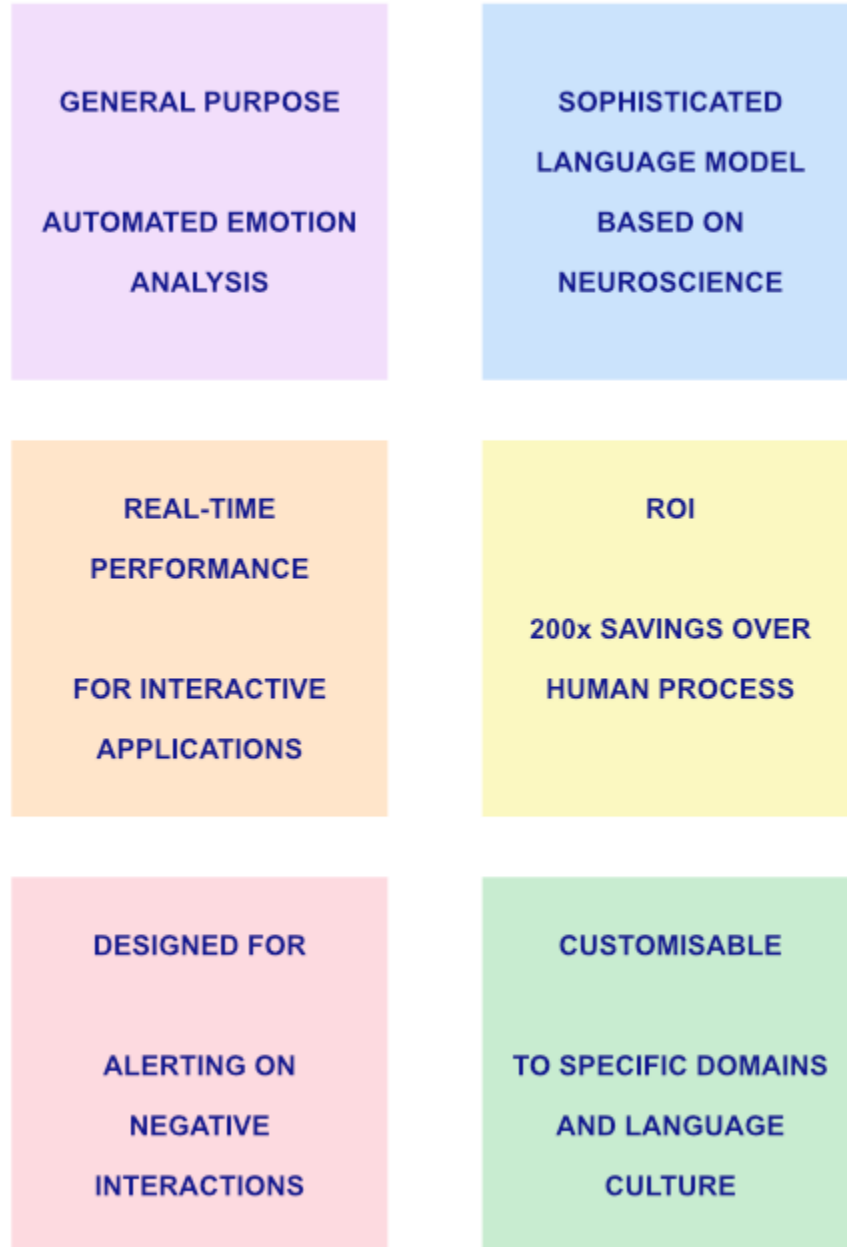 GENERAL PURPOSE
AUTOMATED EMOTION
ANALYSIS
SOPHISTICATED
LANGUAGE MODEL
BASED ON
NEUROSCIENCE
REAL-TIME
PERFORMANCE
FOR INTERACTIVE
APPLICATIONS
ROI
200x SAVINGS OVER
HUMAN PROCESS
DESIGNED FOR
ALERTING ON
NEGATIVE
INTERACTIONS
CUSTOMISABLE
TO SPECIFIC DOMAINS
AND LANGUAGE
CULTURE